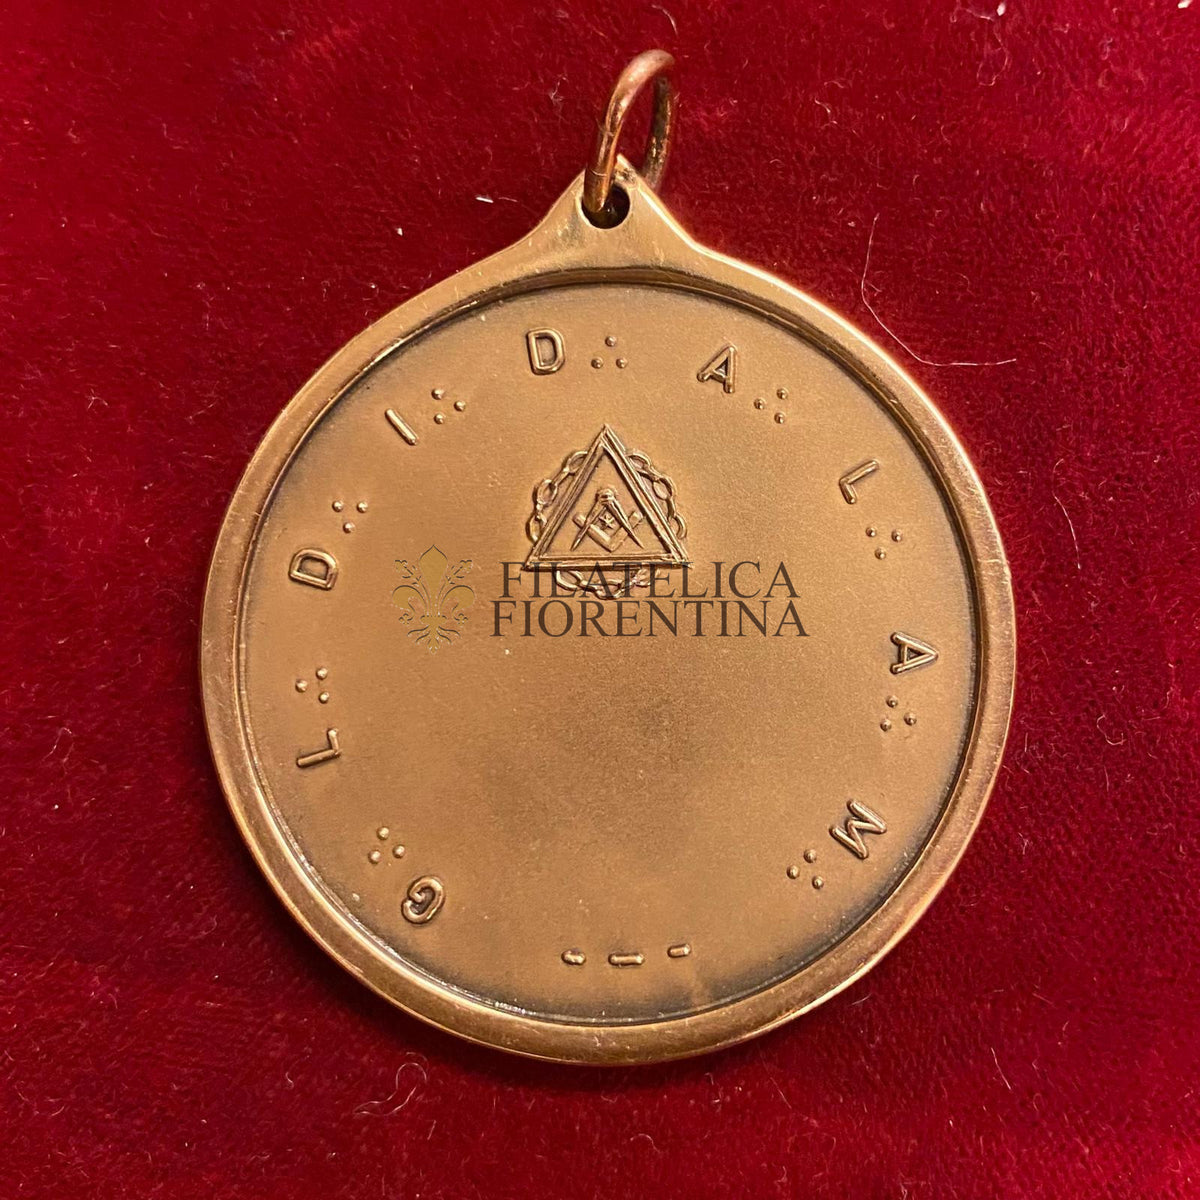 G∴ L∴ D∴ I∴ D∴ A∴ L∴ A∴ M∴
FILATELICA
FIORENTINA